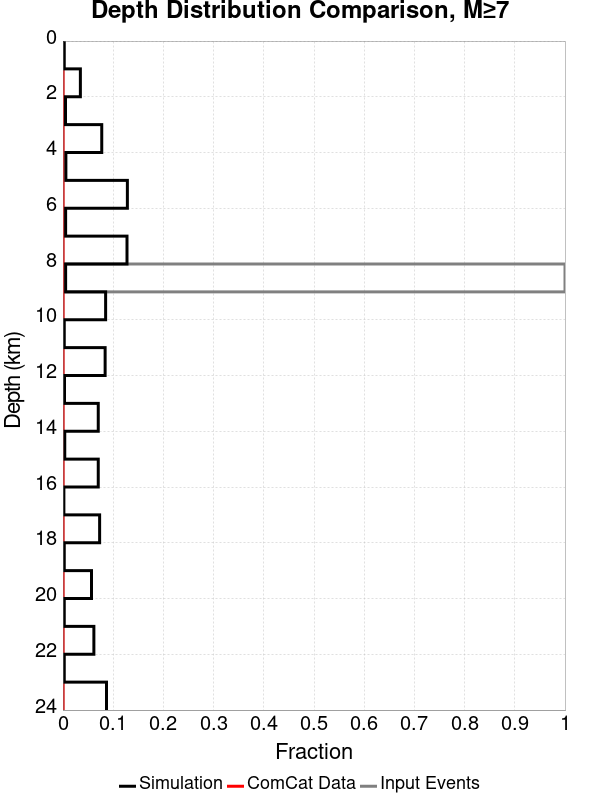 Depth Distribution Comparison, M≥7
0
2
4
6
8
10
12
14
16
18
20
22
24
Depth (km)
0 0.1 0.2 0.3 0.4 0.5 0.6 0.7 0.8 0.9 1
Fraction
Simulation ComCat Data Input Events